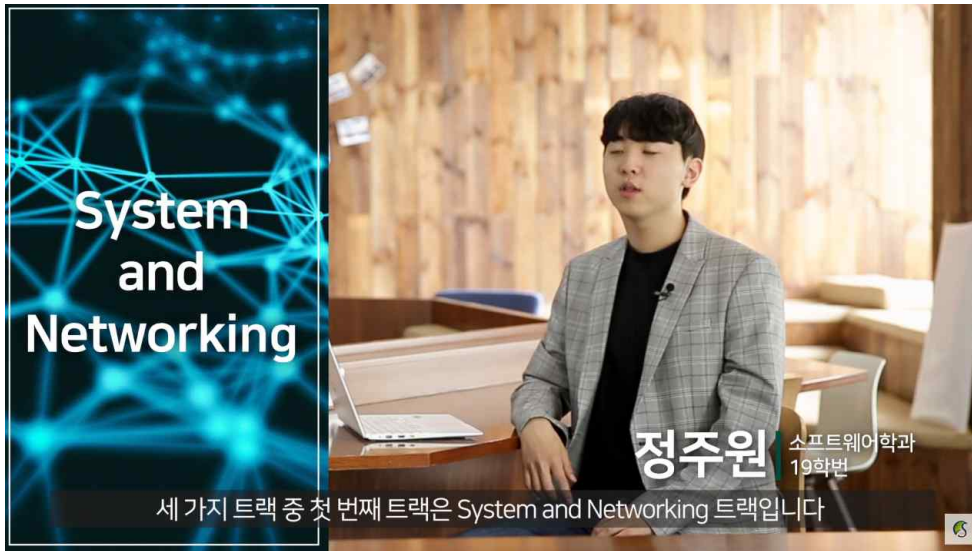 System
and
Networking
정주원
소프트웨어학과
19학번
세 가지 트랙 중 첫 번째 트랙은 System and Networking 트랙입니다